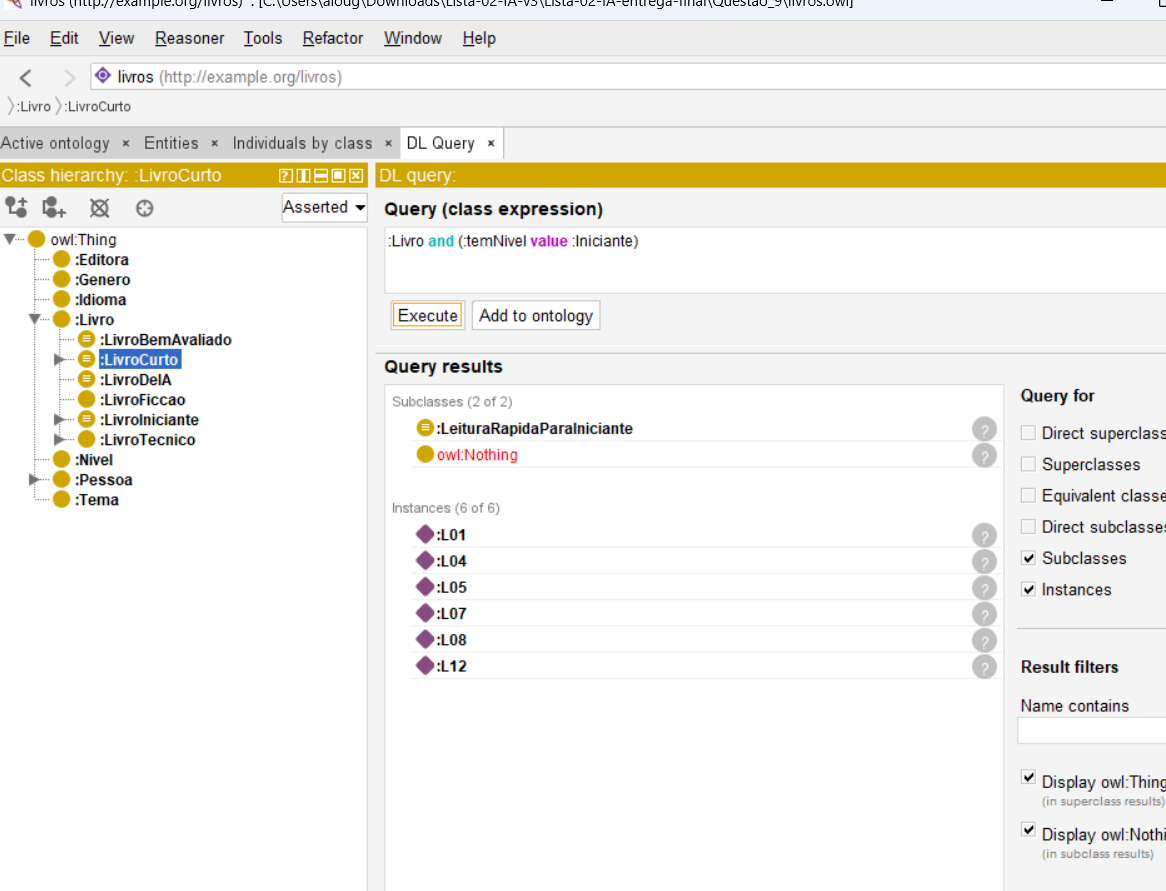 livros (http://example.org/livros) : [C:\Users\aloug\Downloads\Lista-02-IA-v3\Lista-02-IA-entrega-final\Questao_9\livros.owl]
File Edit View Reasoner Tools Refactor Window Help
livros (http://example.org/livros)
:Livro :LivroCurto
Active ontology × Entities × Individuals by class × DL Query ×
Class hierarchy: :LivroCurto
DL query:
Asserted
Query (class expression)
:Livro and (:temNivel value :Iniciante)
owl:Thing
:Editora
:Genero
:Idioma
:Livro
:LivroBemAvaliado
:LivroCurto
:LivroDeIA
:LivroFiccao
:LivroIniciante
:LivroTecnico
:Nivel
:Pessoa
:Tema
Execute Add to ontology
Query results
Subclasses (2 of 2)
:LeituraRapidaParaIniciante ?
owl:Nothing ?
Instances (6 of 6)
:L01 ?
:L04 ?
:L05 ?
:L07 ?
:L08 ?
:L12 ?
Query for
Direct superclass
Superclasses
Equivalent classe
Direct subclasses
Subclasses
Instances
Result filters
Name contains
Display owl:Thing
(in superclass results)
Display owl:Nothi
(in subclass results)